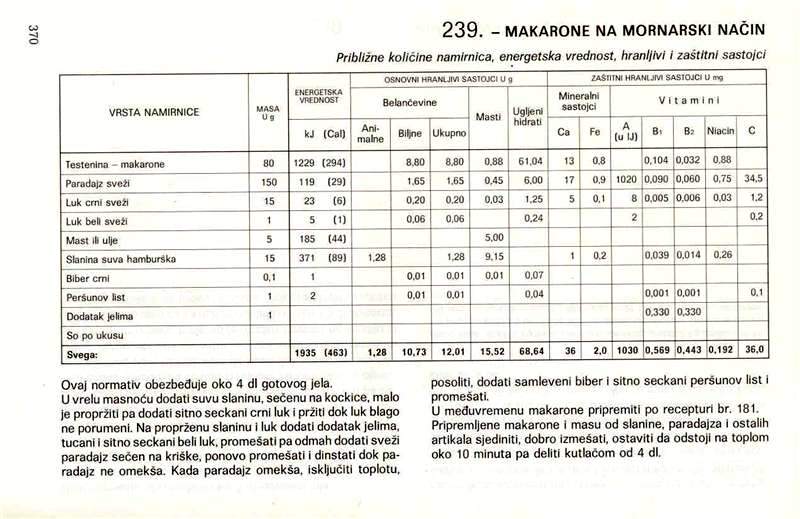 370
239. – MAKARONE NA MORNARSKI NAČIN
Približne količine namirnica, energetska vrednost, hranljivi i zaštitni sastojci
VRSTA NAMIRNICE
MASA U g
ENERGETSKA VREDNOST
kJ (Cal)
OSNOVNI HRANLJIVI SASTOJCI U g
Belančevine
Animalne
Biljne
Ukupno
Masti
Ugljeni hidrati
ZAŠTITNI HRANLJIVI SASTOJCI U mg
Mineralni sastojci
Ca
Fe
Vitamini
A (u IJ)
B1
B2
Niacin
C
Testenina – makarone 80 1229 (294) 8,80 8,80 0,88 61,04 13 0.8 0,104 0,032 0.88
Paradajz sveži 150 119 (29) 1,65 1,65 0,45 6,00 17 0,9 1020 0,090 0,060 0,75 34,5
Luk crni sveži 15 23 (6) 0,20 0,20 0,03 1,25 5 0,1 8 0,005 0,006 0,03 1,2
Luk beli sveži 1 5 (1) 0,06 0,06 0,24 2 0,2
Mast ili ulje 5 185 (44) 5,00
Slanina suva hamburška 15 371 (89) 1,28 1,28 9,15 1 0,2 0,039 0,014 0,26
Biber crni 0,1 1 0,01 0,01 0,01 0,07
Peršunov list 1 2 0,01 0,01 0,04 0,001 0,001 0,1
Dodatak jelima 1 0,330 0,330
So po ukusu
Svega: 1935 (463) 1,28 10,73 12,01 15,52 68,64 36 2,0 1030 0,569 0,443 0,192 36,0
Ovaj normativ obezbeđuje oko 4 dl gotovog jela.
U vrelu masnoću dodati suvu slaninu, sečenu na kockice, malo
je propržiti pa dodati sitno seckani crni luk i pržiti dok luk blago
ne porumeni. Na proprženu slaninu i luk dodati dodatak jelima,
tucani i sitno seckani beli luk, promešati pa odmah dodati sveži
paradajz sečen na kriške, ponovo promešati i dinstati dok pa-
radajz ne omekša. Kada paradajz omekša, isključiti toplotu,
posoliti, dodati samleveni biber i sitno seckani peršunov list i
promešati.
U međuvremenu makarone pripremiti po recepturi br. 181.
Pripremljene makarone i masu od slanine, paradajza i ostalih
artikala sjediniti, dobro izmešati, ostaviti da odstoji na toplom
oko 10 minuta pa deliti kutlačom od 4 dl.